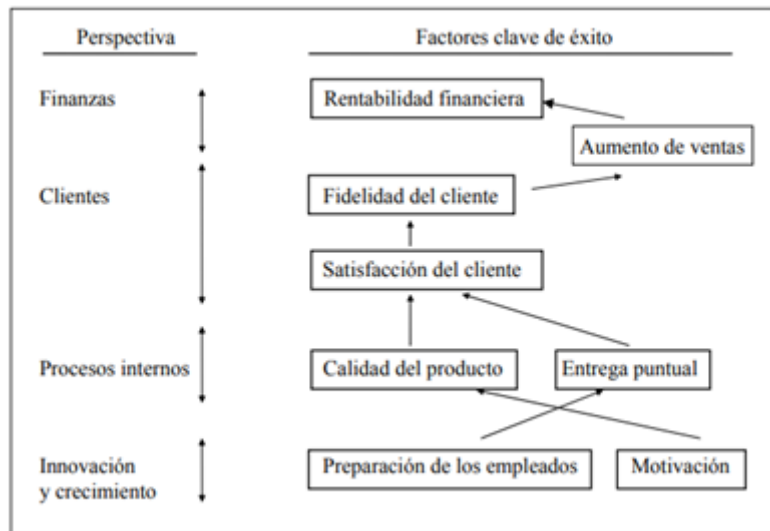 Perspectiva
Factores clave de éxito
Finanzas
Rentabilidad financiera
Aumento de ventas
Clientes
Fidelidad del cliente
Satisfacción del cliente
Procesos internos
Calidad del producto
Entrega puntual
Innovación
y crecimiento
Preparación de los empleados
Motivación